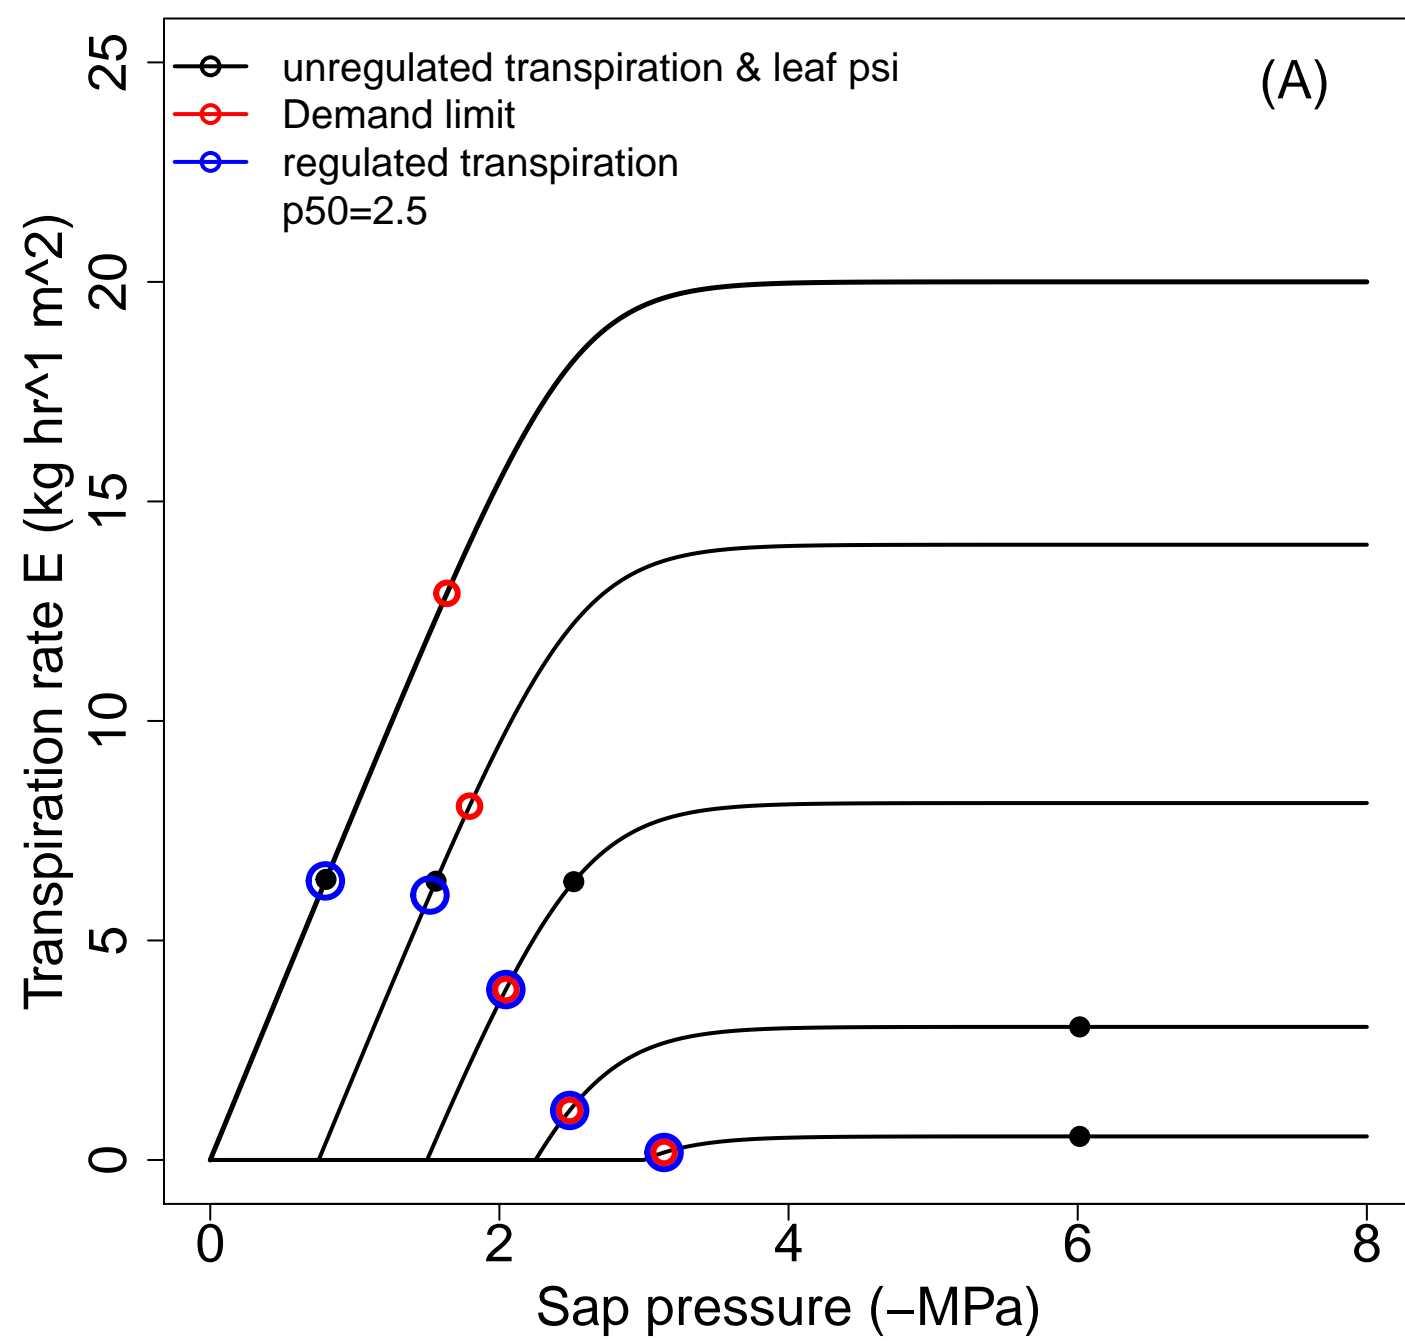 (A)
unregulated transpiration & leaf psi
Demand limit
regulated transpiration
p50=2.5
Transpiration rate E (kg hr^1 m^2)
25
20
15
10
5
0
0 2 4 6 8
Sap pressure (−MPa)